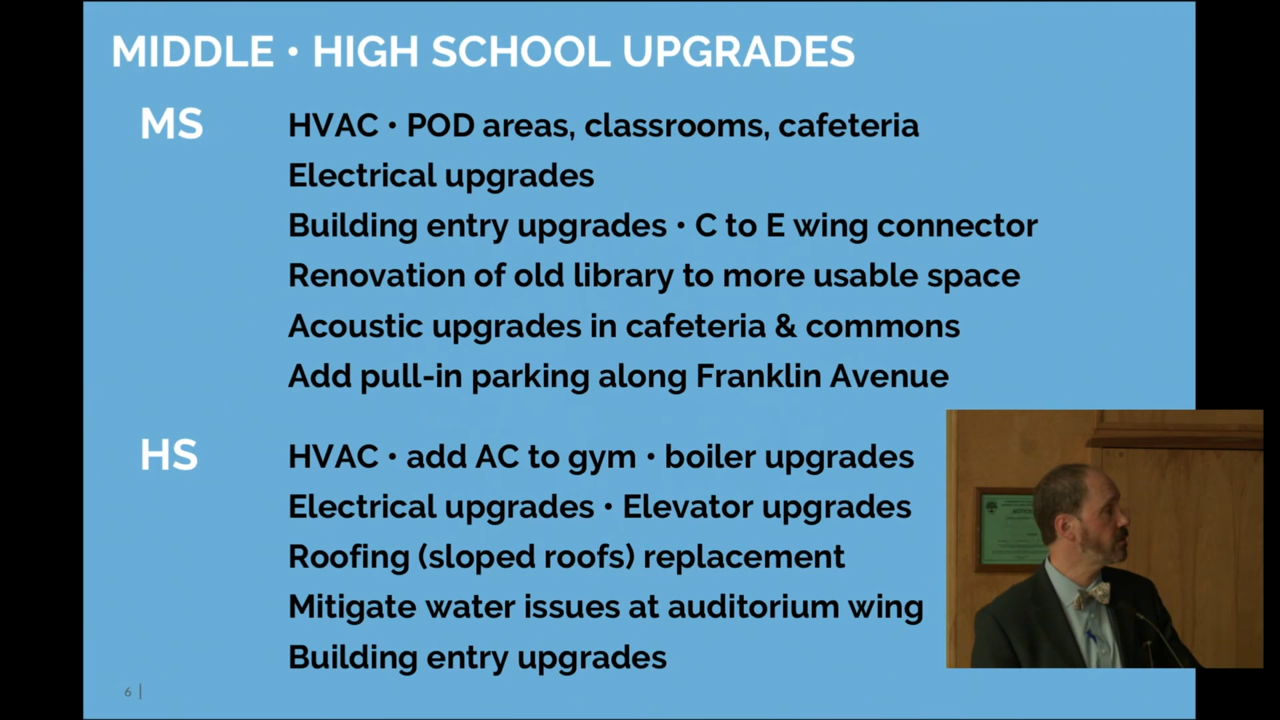 MIDDLE • HIGH SCHOOL UPGRADES
MS
HVAC • POD areas, classrooms, cafeteria
Electrical upgrades
Building entry upgrades • C to E wing connector
Renovation of old library to more usable space
Acoustic upgrades in cafeteria & commons
Add pull-in parking along Franklin Avenue
HS
HVAC • add AC to gym • boiler upgrades
Electrical upgrades • Elevator upgrades
Roofing (sloped roofs) replacement
Mitigate water issues at auditorium wing
Building entry upgrades
6 |